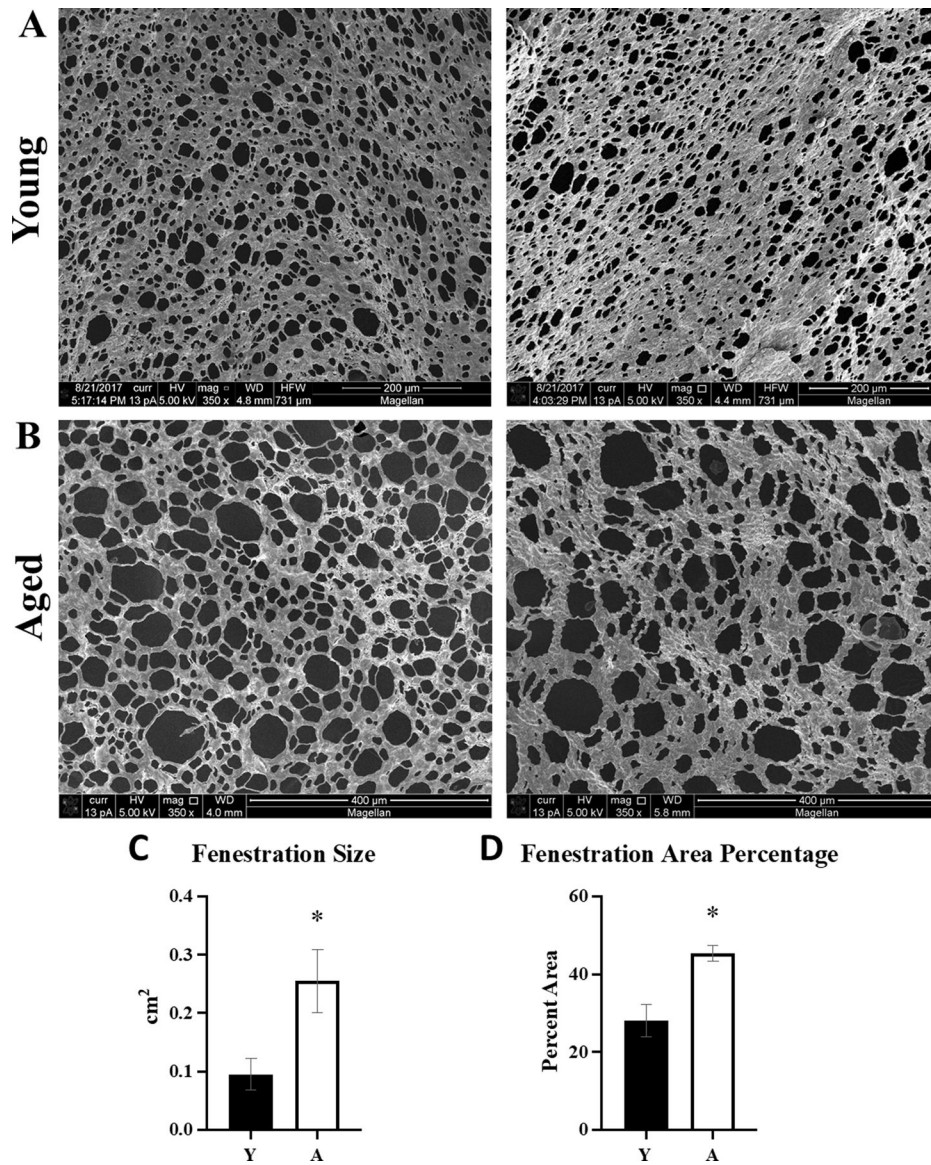 A
Young
8/21/2017 curr HV mag WD HFW 200 µm
5:17:14 PM 13 pA 5.00 kV 350 x 4.8 mm 731 µm Magellan
8/21/2017 curr HV mag WD HFW 200 µm
4:03:29 PM 13 pA 5.00 kV 350 x 4.4 mm 731 µm Magellan
B
Aged
curr HV mag WD 400 µm
13 pA 5.00 kV 350 x 4.0 mm Magellan
curr HV mag WD 400 µm
13 pA 5.00 kV 350 x 5.8 mm Magellan
C Fenestration Size
cm²
0.4
0.3
0.2
0.1
0.0
*
Y A
D Fenestration Area Percentage
Percent Area
60
40
20
0
*
Y A